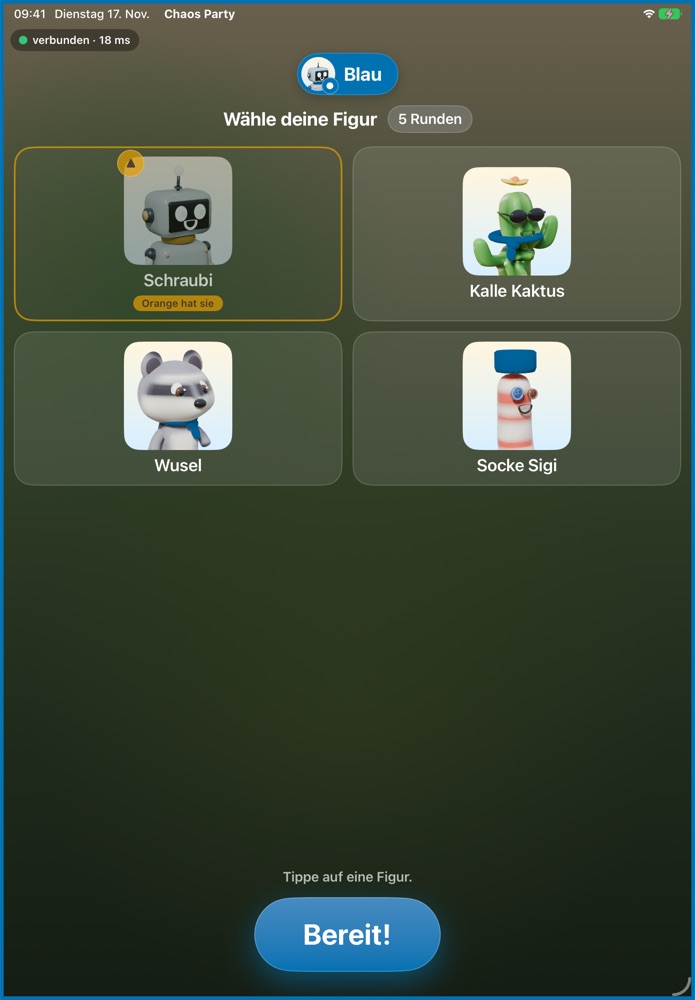 09:41 Dienstag 17. Nov. Chaos Party
verbunden · 18 ms
Blau
Wähle deine Figur 5 Runden
Schraubi
Orange hat sie
Kalle Kaktus
Wusel
Socke Sigi
Tippe auf eine Figur.
Bereit!